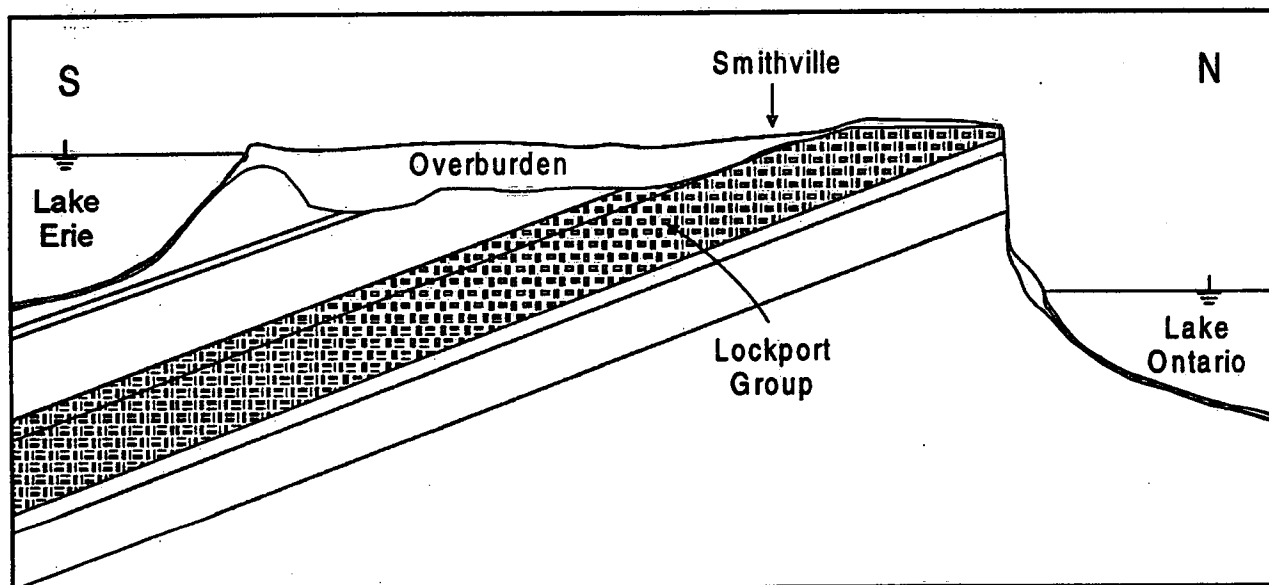 S
Smithville
N
Overburden
Lake
Erie
Lockport
Group
Lake
Ontario